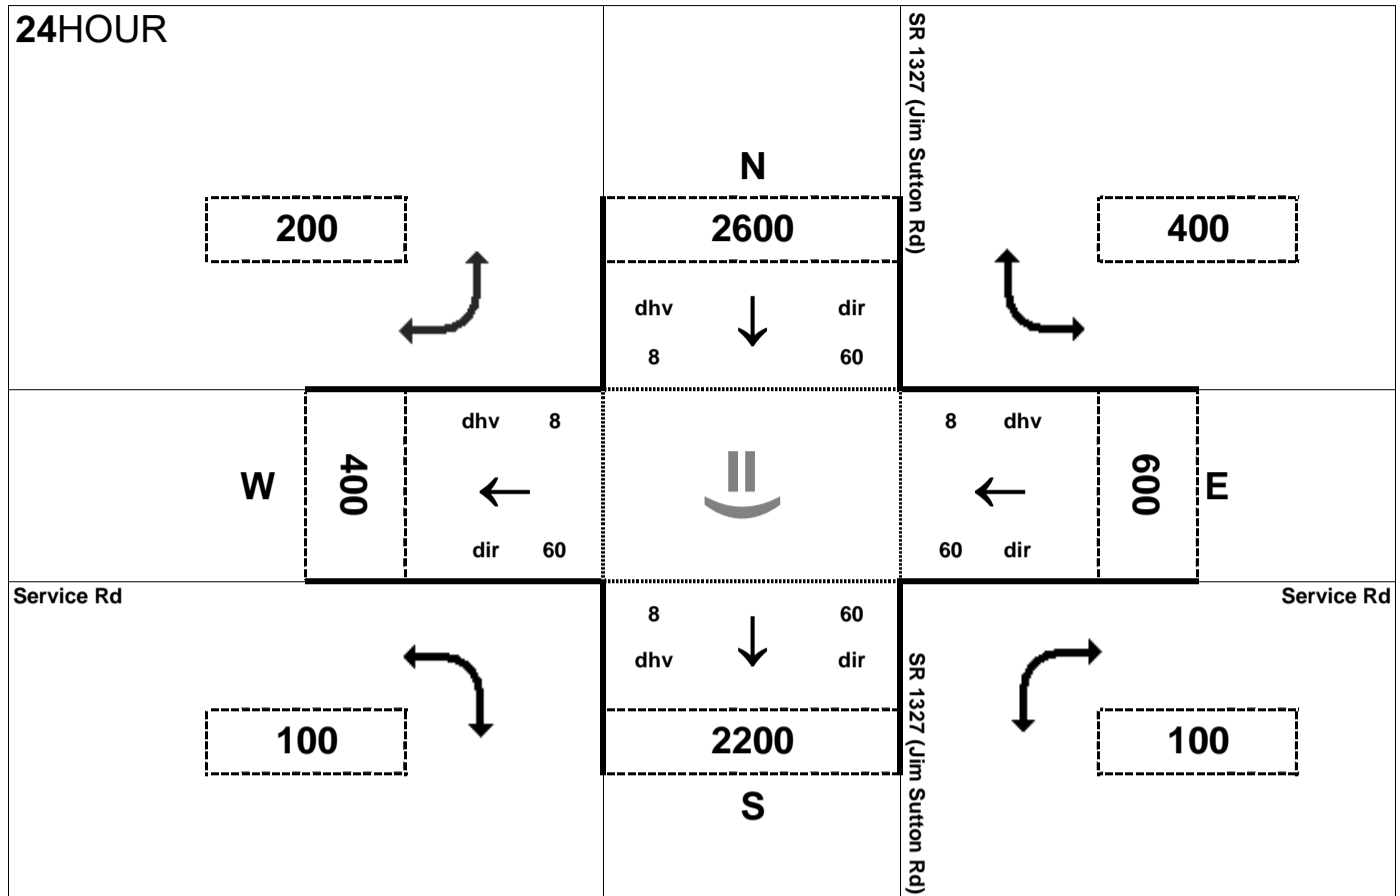 24HOUR
SR 1327 (Jim Sutton Rd)
N
200
2600
400
dhv
dir
8
60
dhv 8
8 dhv
W
400
600
E
dir 60
60 dir
Service Rd
Service Rd
8
60
dhv
dir
SR 1327 (Jim Sutton Rd)
100
2200
100
S